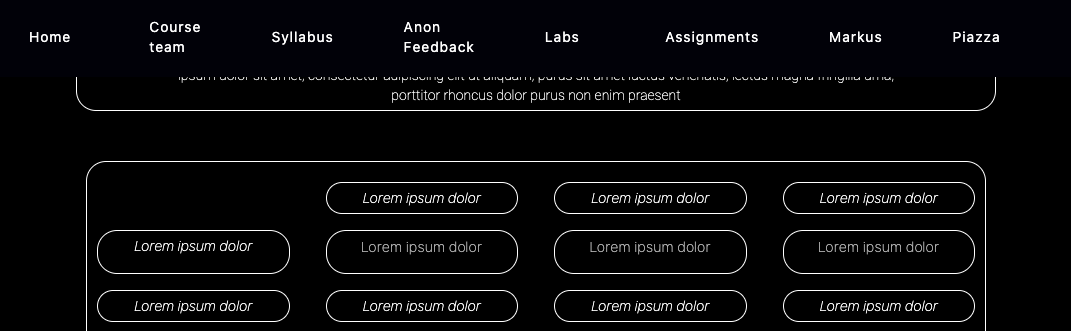 Home
Course team
Syllabus
Anon Feedback
Labs
Assignments
Markus
Piazza
ipsum dolor sit amet, consectetur adipiscing elit ut aliquam, purus sit amet luctus venenatis, lectus magna fringilla urna,
porttitor rhoncus dolor purus non enim praesent
Lorem ipsum dolor Lorem ipsum dolor Lorem ipsum dolor
Lorem ipsum dolor Lorem ipsum dolor Lorem ipsum dolor Lorem ipsum dolor
Lorem ipsum dolor Lorem ipsum dolor Lorem ipsum dolor Lorem ipsum dolor